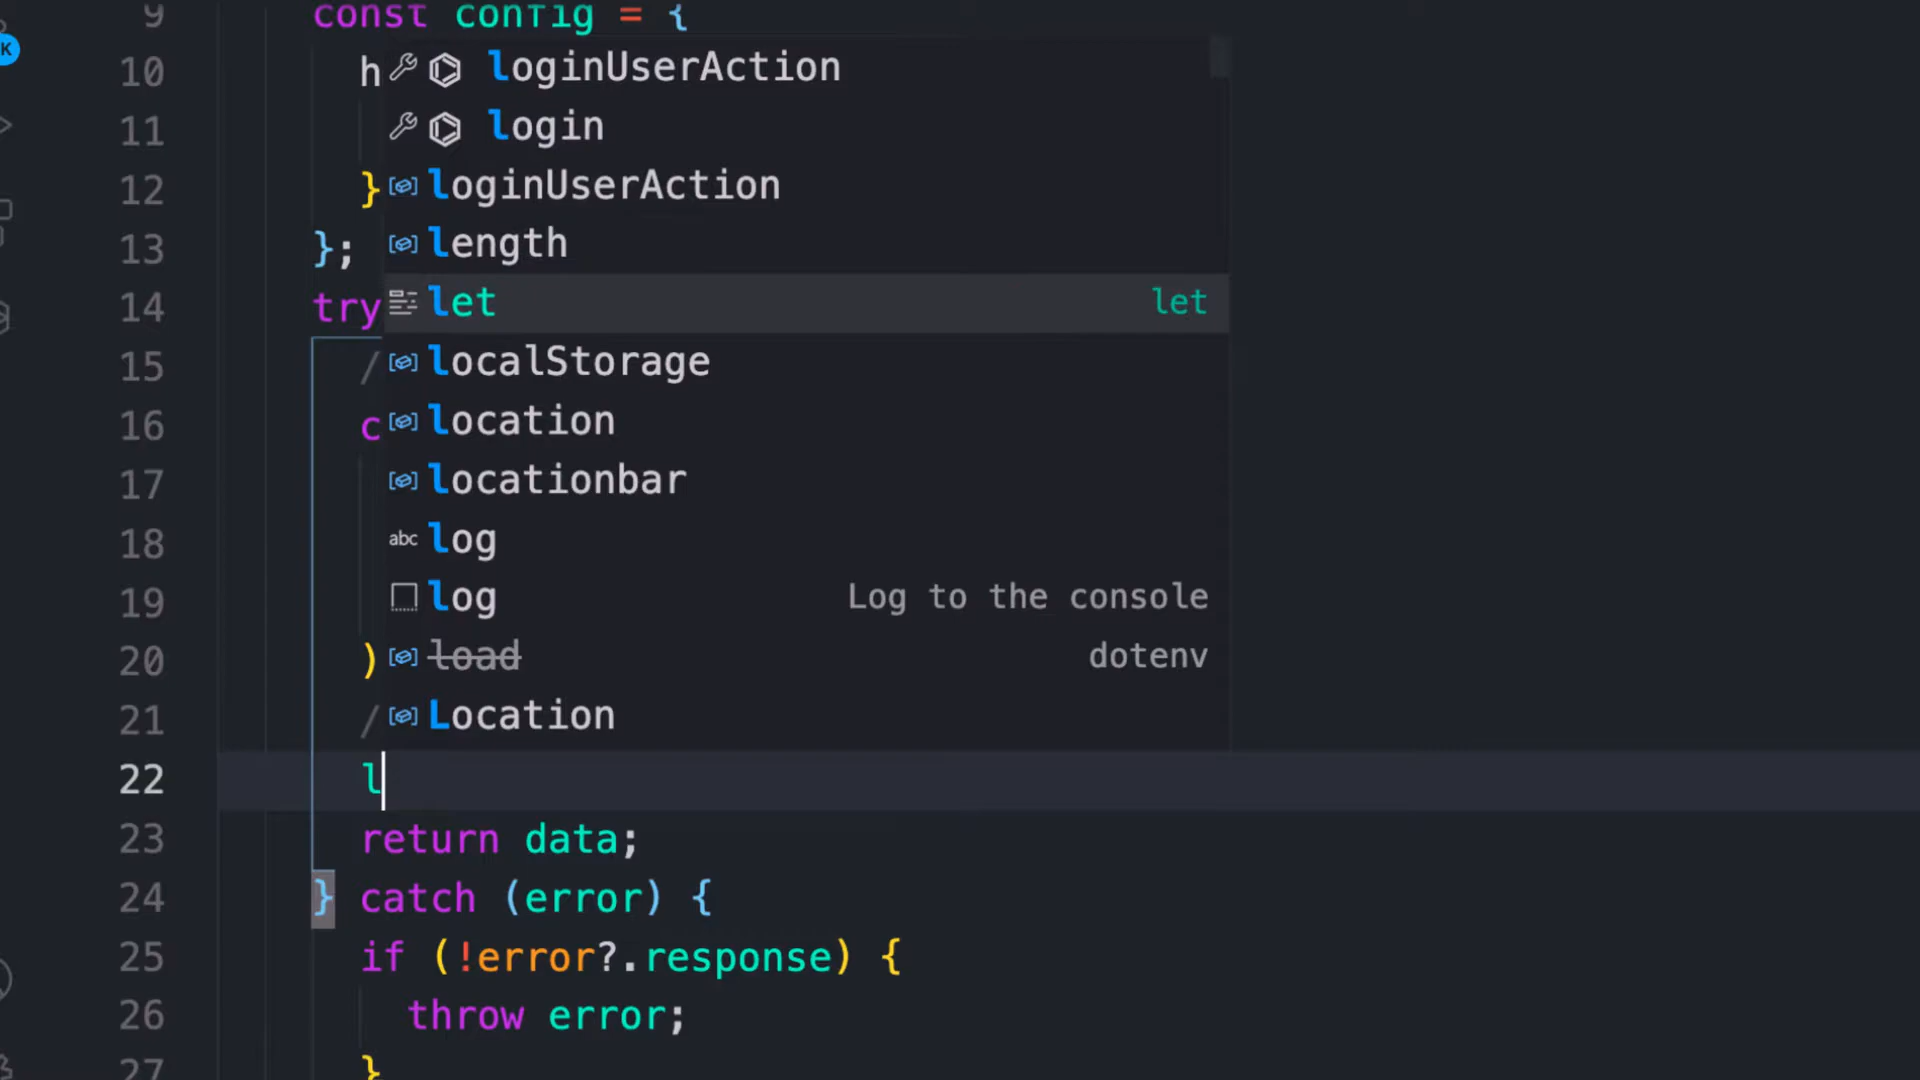 K
9 const config = {
10 h
loginUserAction
11
login
12 }
loginUserAction
13 };
length
14 try
let let
15 /
localStorage
16 c
location
17
locationbar
18
abc log
19
log Log to the console
20 )
load dotenv
21 /
Location
22 l
23 return data;
24 } catch (error) {
25 if (!error?.response) {
26 throw error;
27 }